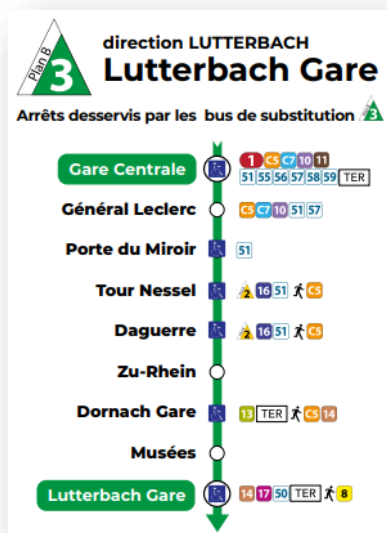 Plan B
3
direction LUTTERBACH
Lutterbach Gare
Arrêts desservis par les bus de substitution 3
Gare Centrale 1 C5 C7 10 11
51 55 56 57 58 59 TER
Général Leclerc C5 C7 10 51 57
Porte du Miroir 51
Tour Nessel 2 16 51 C5
Daguerre 2 16 51 C5
Zu-Rhein
Dornach Gare 13 TER C5 14
Musées
Lutterbach Gare 14 17 50 TER 8